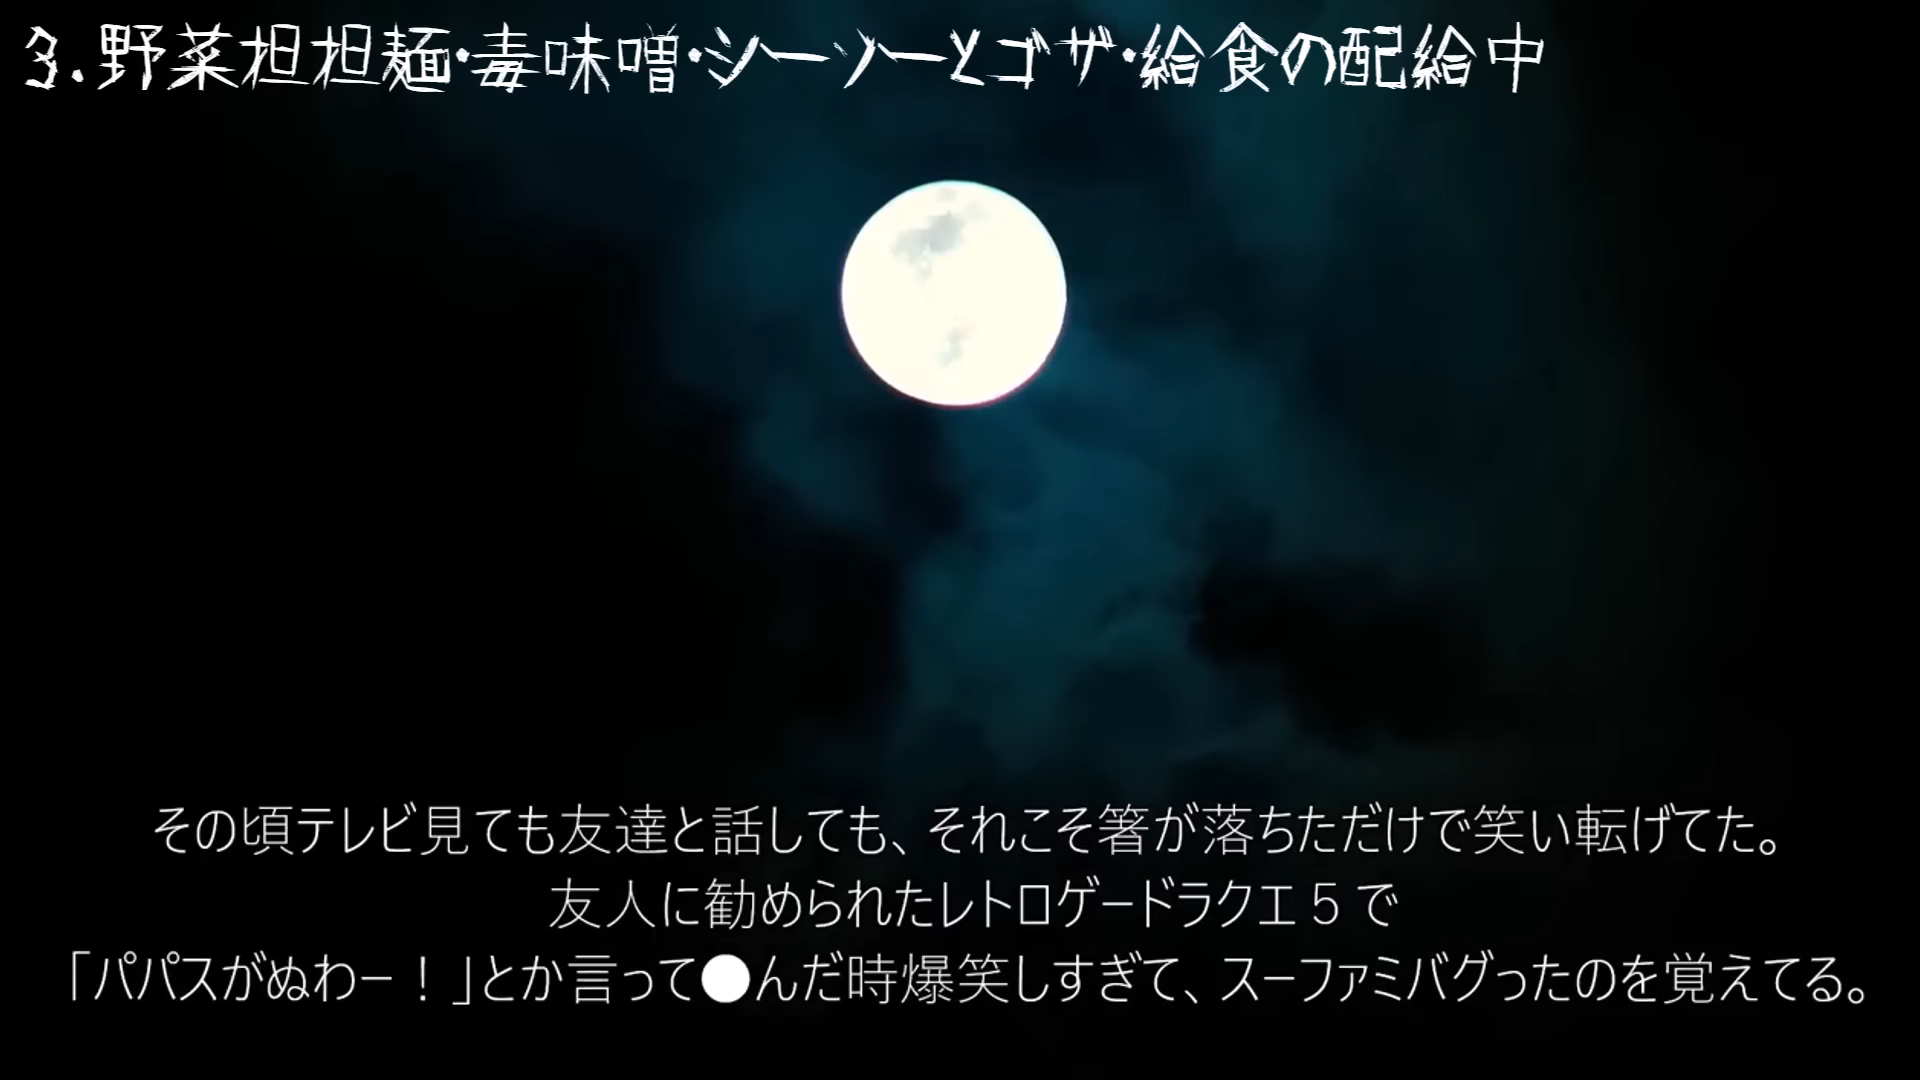 3.野菜担担麺・毒味噌・シーソーとゴザ・給食の配給中
その頃テレビ見ても友達と話しても、それこそ箸が落ちただけで笑い転げてた。
友人に勧められたレトロゲードラクエ５で
「パパスがぬわー！」とか言って●んだ時爆笑しすぎて、スーファミバグったのを覚えてる。